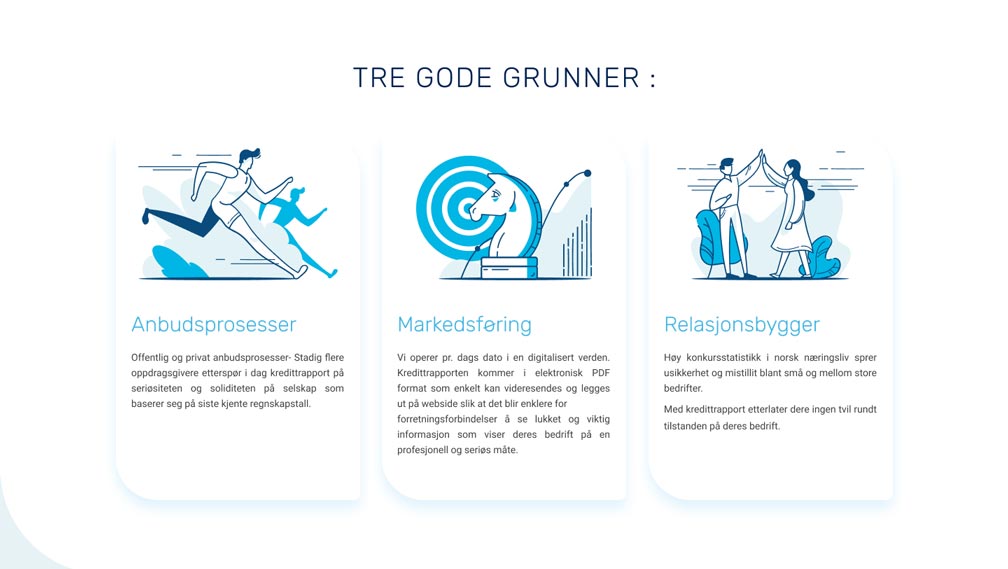 TRE GODE GRUNNER :
Anbudsprosesser
Offentlig og privat anbudsprosesser- Stadig flere
oppdragsgivere etterspør i dag kredittrapport på
seriøsiteten og soliditeten på selskap som
baserer seg på siste kjente regnskapstall.
Markedsføring
Vi operer pr. dags dato i en digitalisert verden.
Kredittrapporten kommer i elektronisk PDF
format som enkelt kan videresendes og legges
ut på webside slik at det blir enklere for
forretningsforbindelser å se lukket og viktig
informasjon som viser deres bedrift på en
profesjonell og seriøs måte.
Relasjonsbygger
Høy konkursstatistikk i norsk næringsliv sprer
usikkerhet og mistillit blant små og mellom store
bedrifter.
Med kredittrapport etterlater dere ingen tvil rundt
tilstanden på deres bedrift.